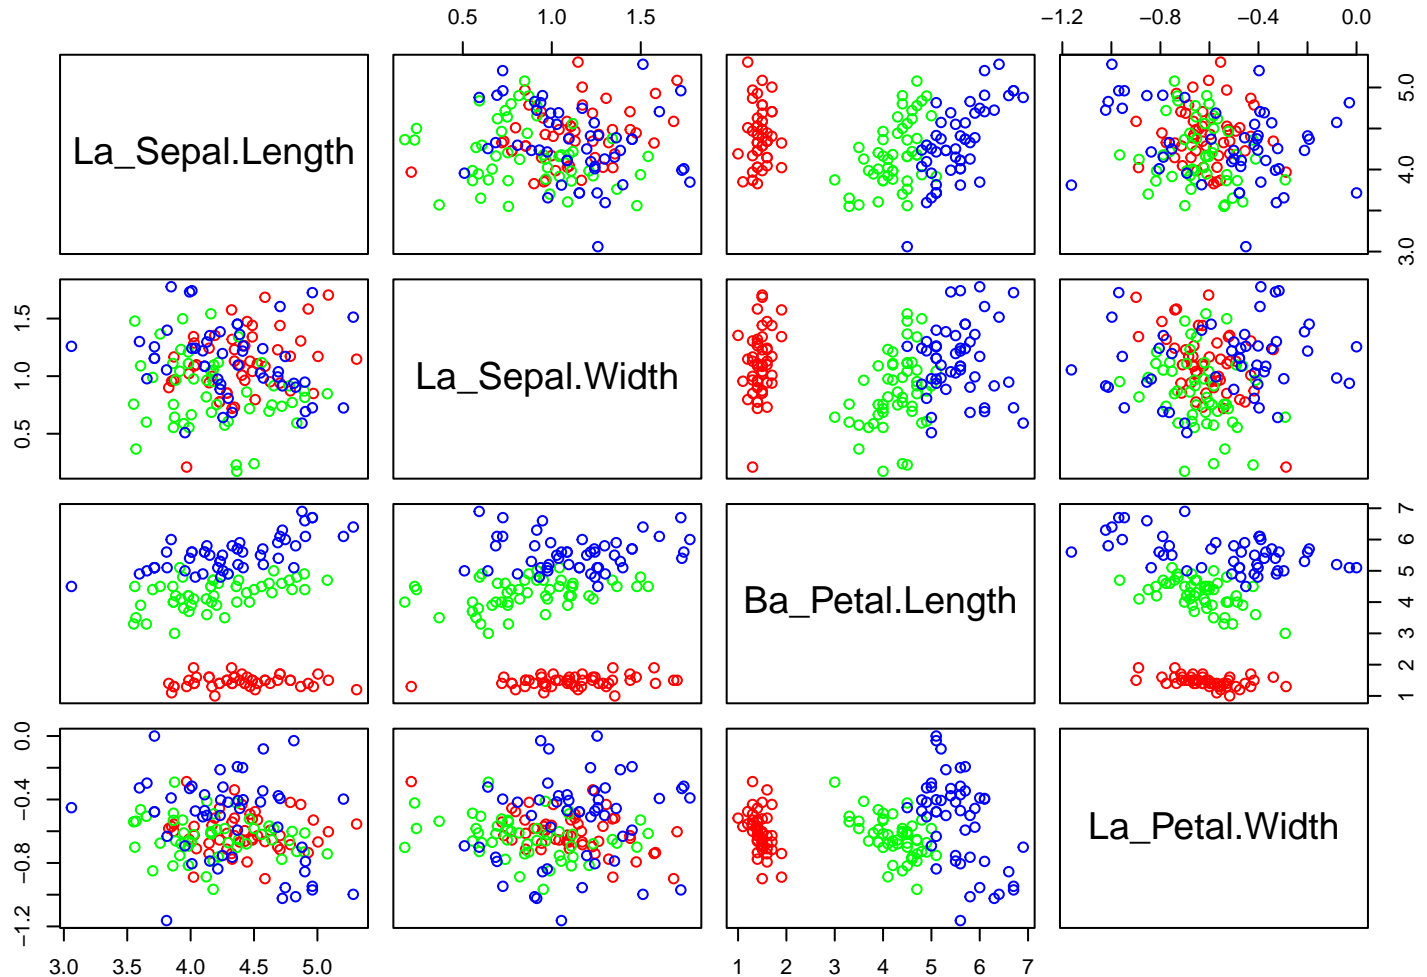 0.5 1.0 1.5 −1.2 −0.8 −0.4 0.0
La_Sepal.Length
3.0 4.0 5.0
0.5 1.0 1.5
La_Sepal.Width
Ba_Petal.Length
1 2 3 4 5 6 7
−1.2 −0.8 −0.4 0.0
La_Petal.Width
3.0 3.5 4.0 4.5 5.0 1 2 3 4 5 6 7